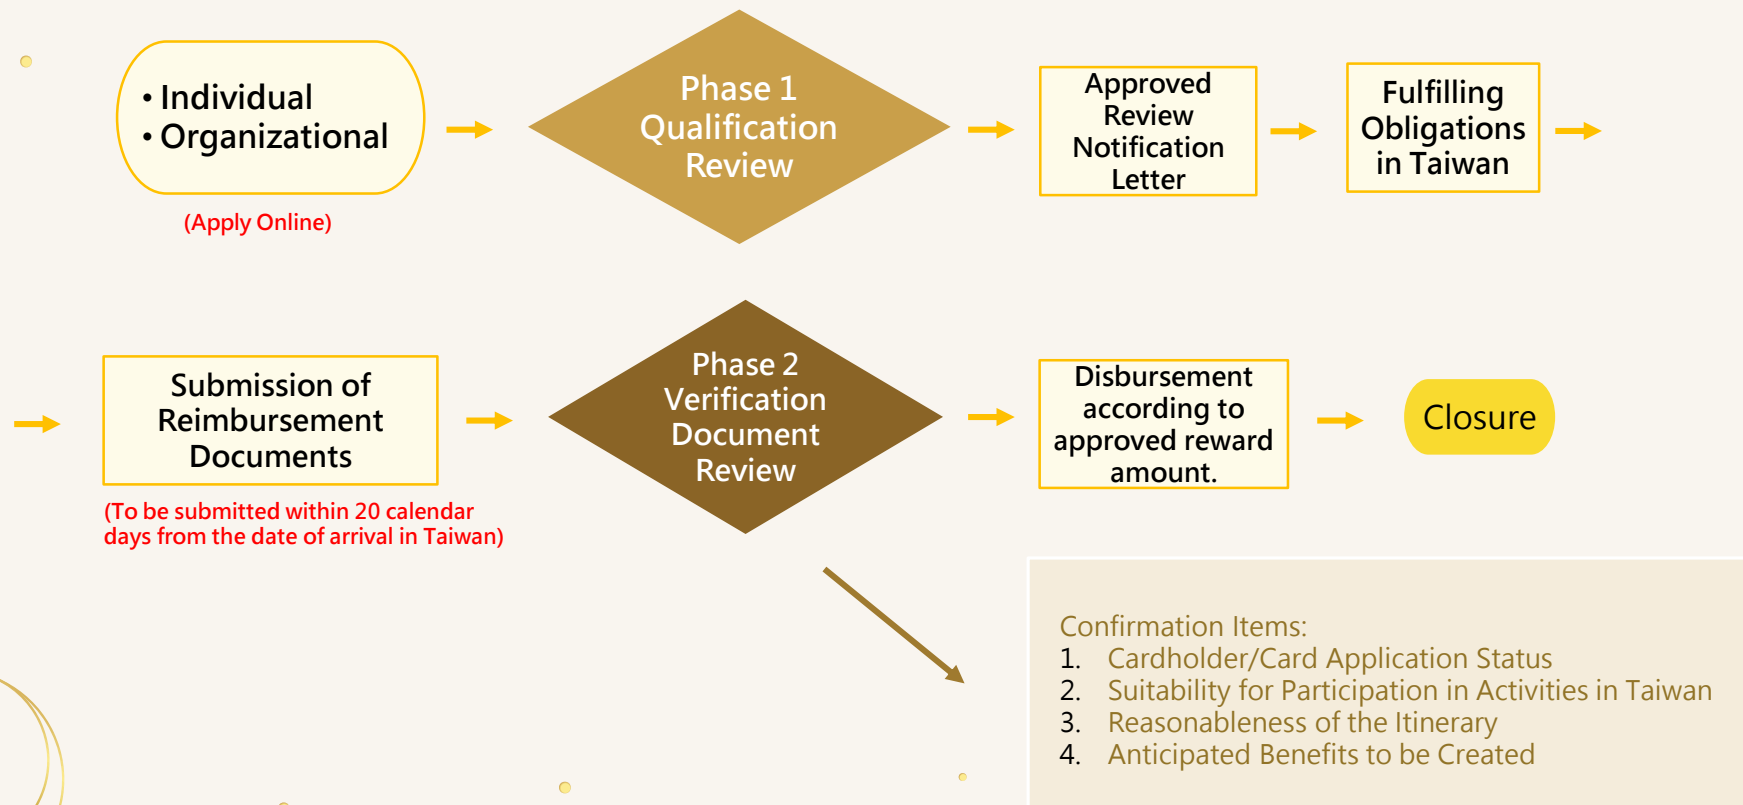 • Individual
• Organizational
(Apply Online)
Phase 1
Qualification
Review
Approved
Review
Notification
Letter
Fulfilling
Obligations
in Taiwan
Submission of
Reimbursement
Documents
(To be submitted within 20 calendar
days from the date of arrival in Taiwan)
Phase 2
Verification
Document
Review
Disbursement
according to
approved reward
amount.
Closure
Confirmation Items:
1. Cardholder/Card Application Status
2. Suitability for Participation in Activities in Taiwan
3. Reasonableness of the Itinerary
4. Anticipated Benefits to be Created